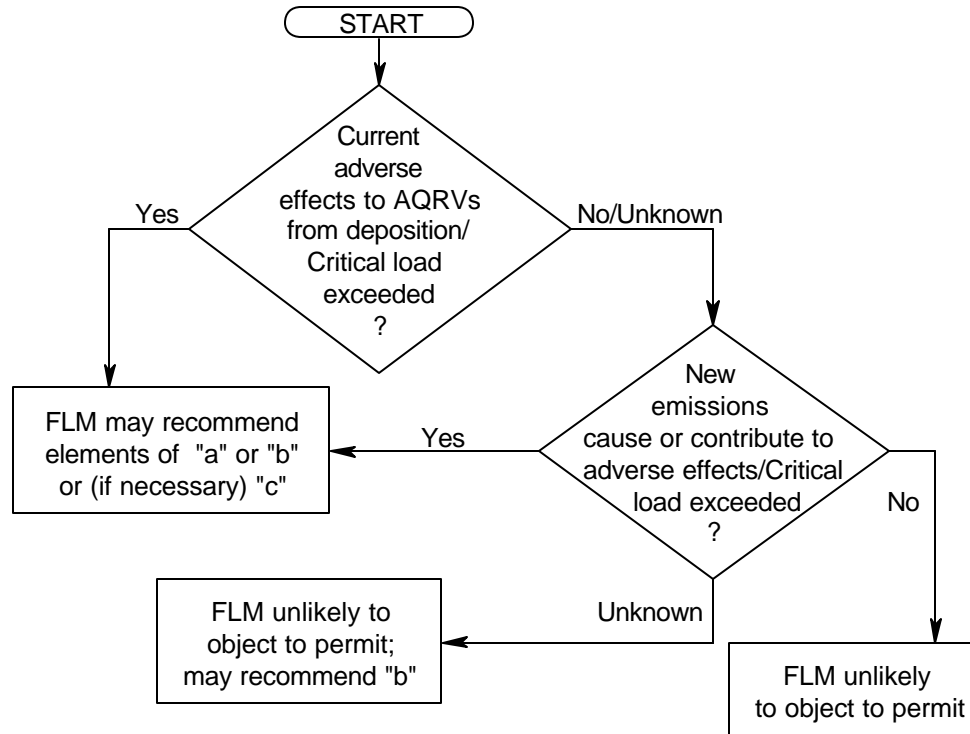 START
Current
adverse
effects to AQRVs
from deposition/
Critical load
exceeded
?
Yes
No/Unknown
FLM may recommend
elements of "a" or "b"
or (if necessary) "c"
New
emissions
cause or contribute to
adverse effects/Critical
load exceeded
?
Yes
No
Unknown
FLM unlikely to
object to permit;
may recommend "b"
FLM unlikely
to object to permit